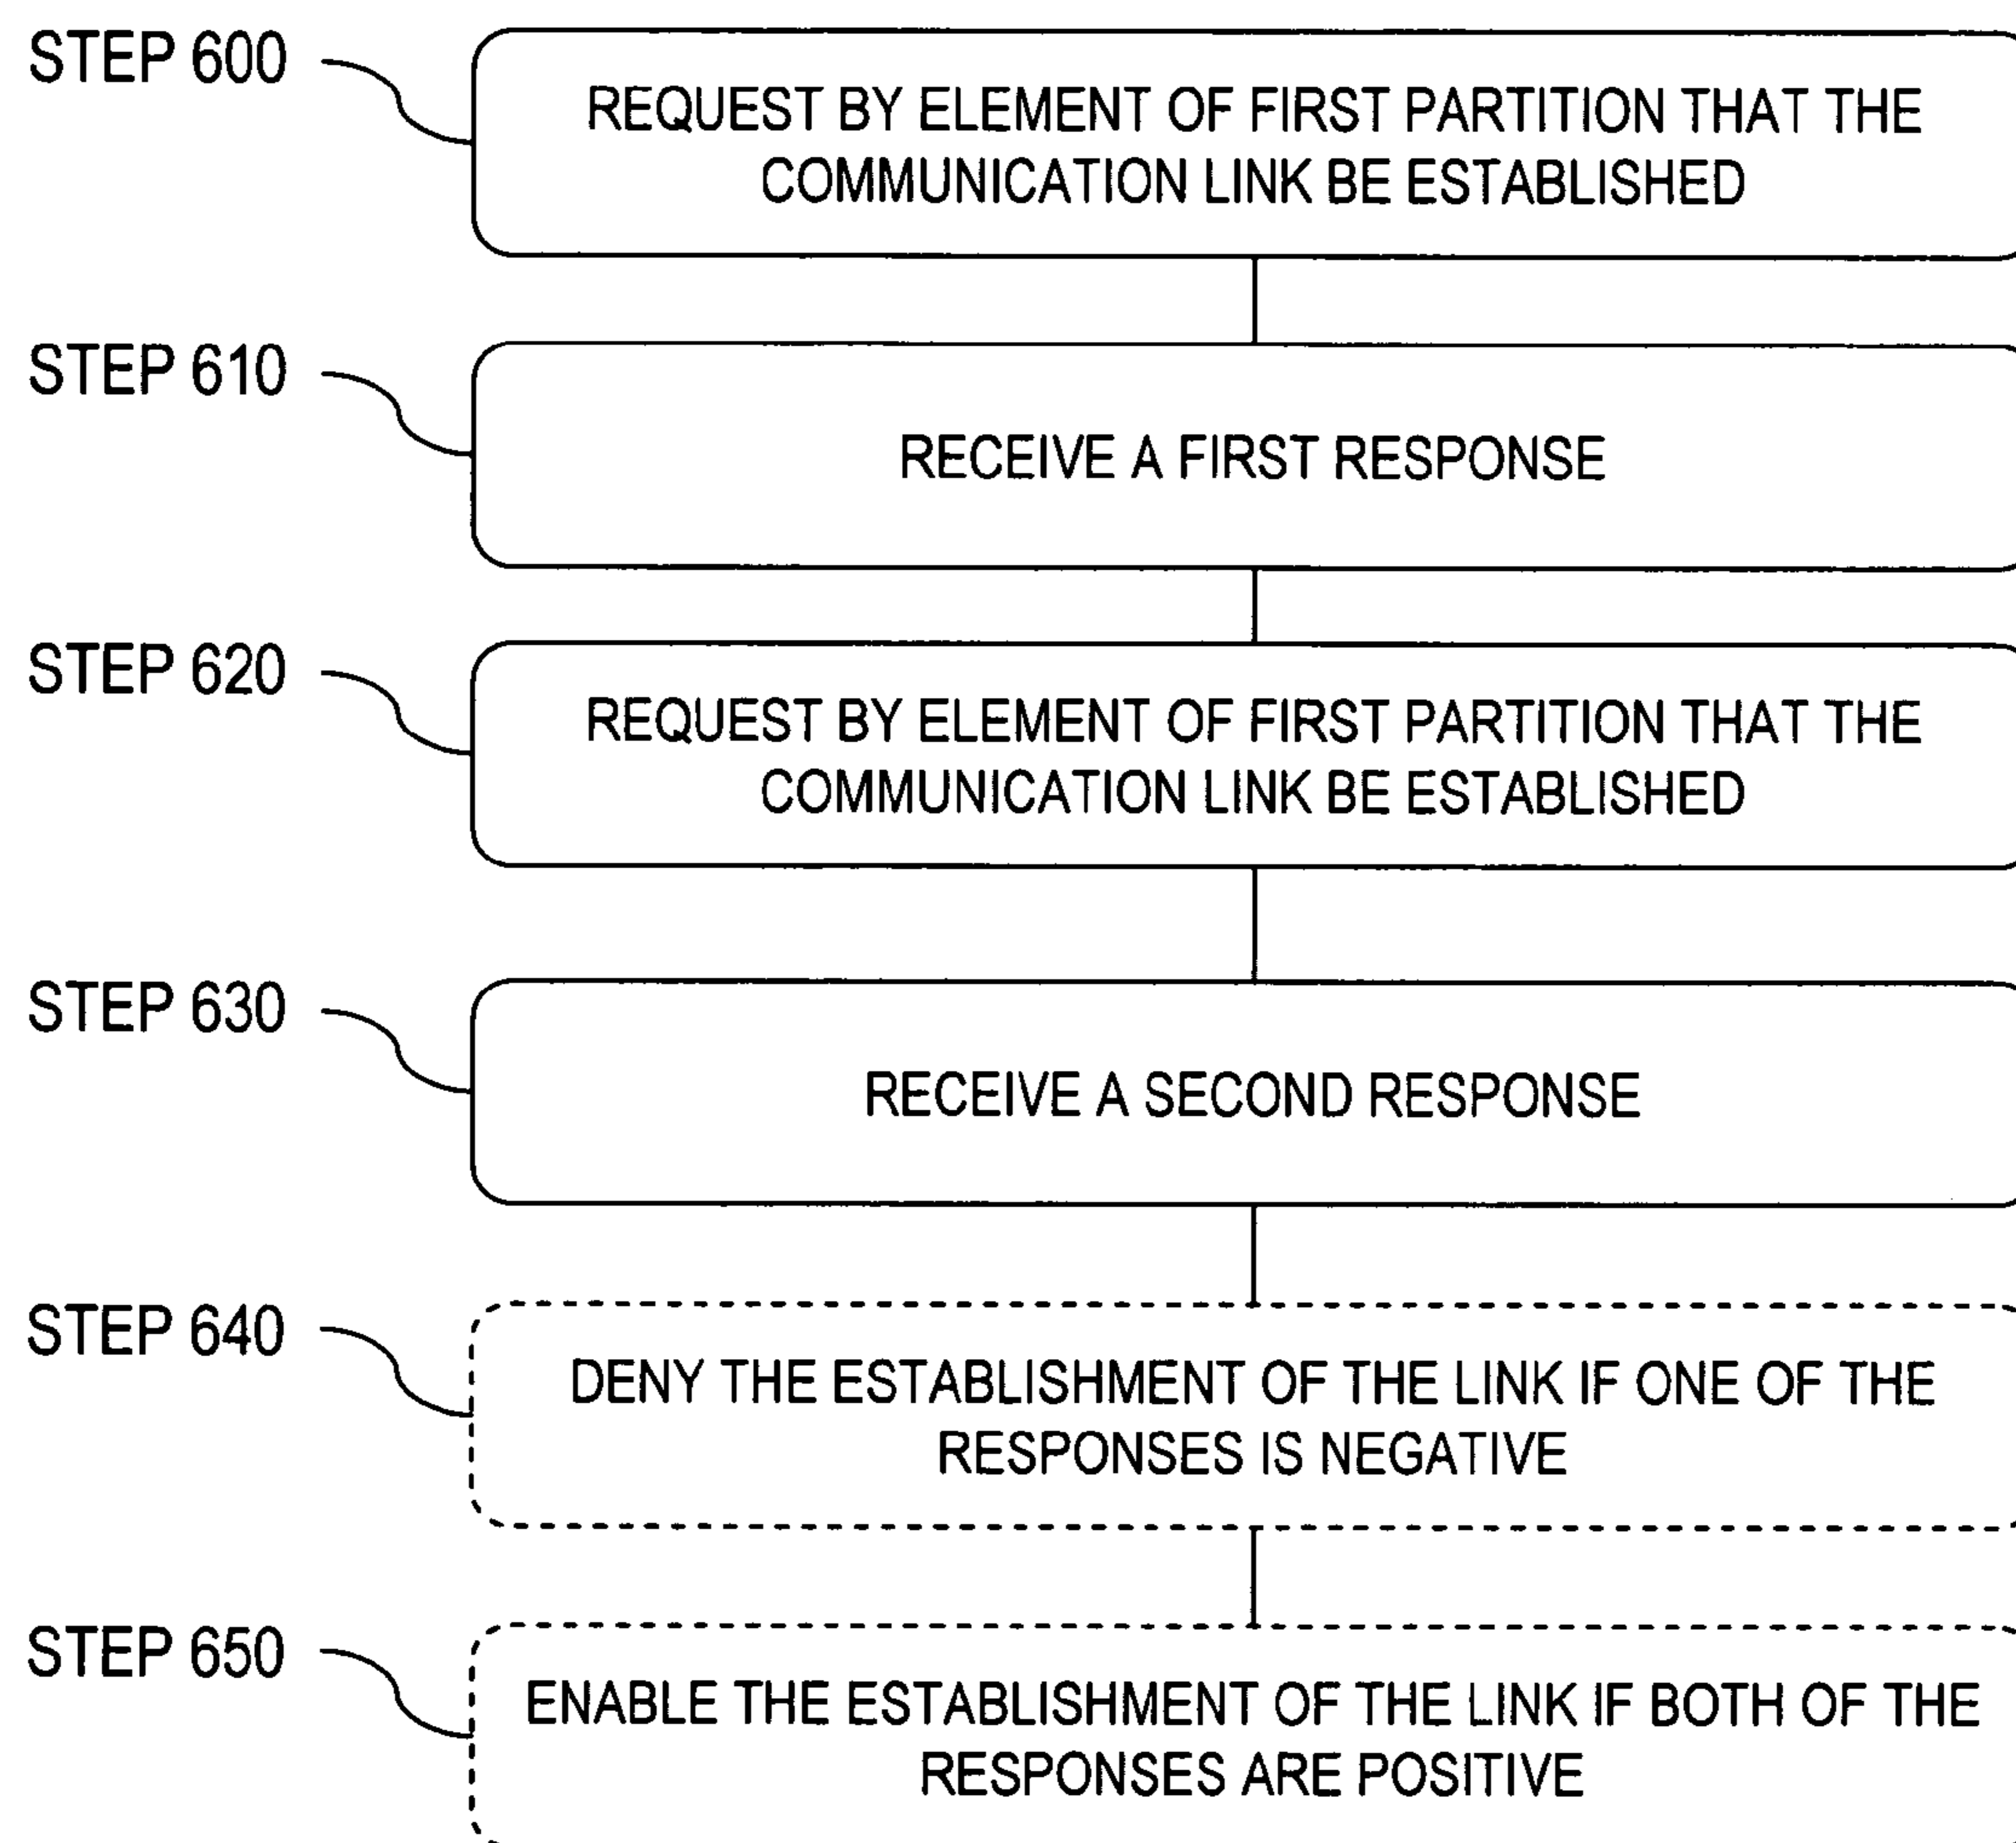 STEP 600
REQUEST BY ELEMENT OF FIRST PARTITION THAT THE
COMMUNICATION LINK BE ESTABLISHED
STEP 610
RECEIVE A FIRST RESPONSE
STEP 620
REQUEST BY ELEMENT OF FIRST PARTITION THAT THE
COMMUNICATION LINK BE ESTABLISHED
STEP 630
RECEIVE A SECOND RESPONSE
STEP 640
DENY THE ESTABLISHMENT OF THE LINK IF ONE OF THE
RESPONSES IS NEGATIVE
STEP 650
ENABLE THE ESTABLISHMENT OF THE LINK IF BOTH OF THE
RESPONSES ARE POSITIVE